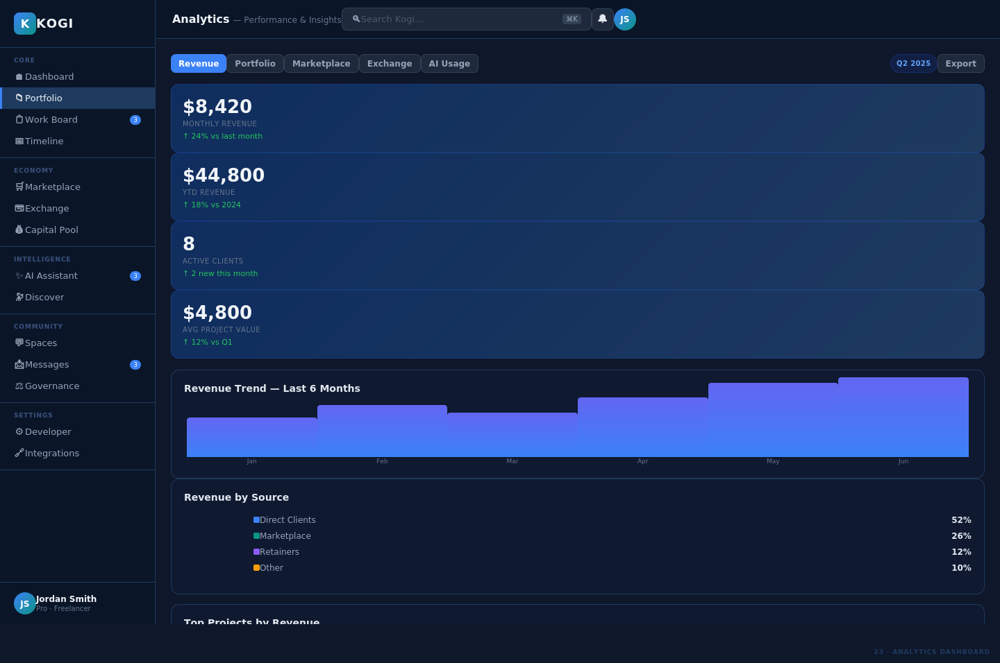 K KOGI
Analytics — Performance & Insights
Search Kogi... ⌘K
JS
CORE
Dashboard
Portfolio
Work Board 3
Timeline
ECONOMY
Marketplace
Exchange
Capital Pool
INTELLIGENCE
AI Assistant 3
Discover
COMMUNITY
Spaces
Messages 3
Governance
SETTINGS
Developer
Integrations
JS Jordan Smith
Pro · Freelancer
Revenue Portfolio Marketplace Exchange AI Usage
Q2 2025 Export
$8,420
MONTHLY REVENUE
↑ 24% vs last month
$44,800
YTD REVENUE
↑ 18% vs 2024
8
ACTIVE CLIENTS
↑ 2 new this month
$4,800
AVG PROJECT VALUE
↑ 12% vs Q1
Revenue Trend — Last 6 Months
Jan Feb Mar Apr May Jun
Revenue by Source
Direct Clients 52%
Marketplace 26%
Retainers 12%
Other 10%
Top Projects by Revenue
23 · ANALYTICS DASHBOARD